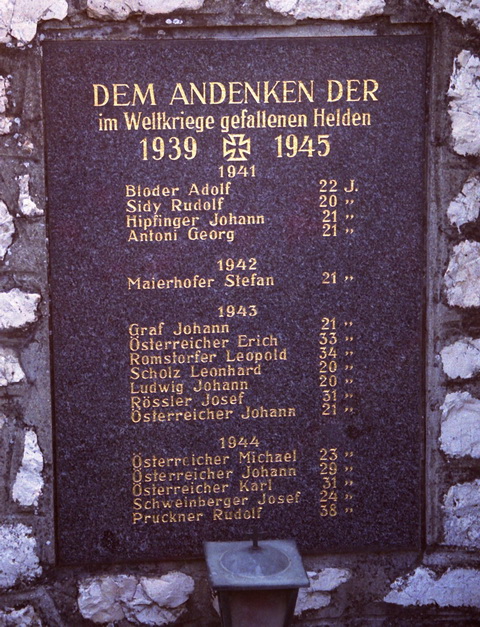 DEM ANDENKEN DER
im Weltkriege gefallenen Helden
1939 1945
1941
Bloder Adolf 22 J.
Sidy Rudolf 20 "
Hipfinger Johann 21 "
Antoni Georg 21 "
1942
Maierhofer Stefan 21 "
1943
Graf Johann 21 "
Österreicher Erich 33 "
Romstorfer Leopold 34 "
Scholz Leonhard 20 "
Ludwig Johann 20 "
Rössler Josef 31 "
Österreicher Johann 21 "
1944
Österreicher Michael 23 "
Österreicher Johann 29 "
Österreicher Karl 31 "
Schweinberger Josef 24 "
Pruckner Rudolf 38 "